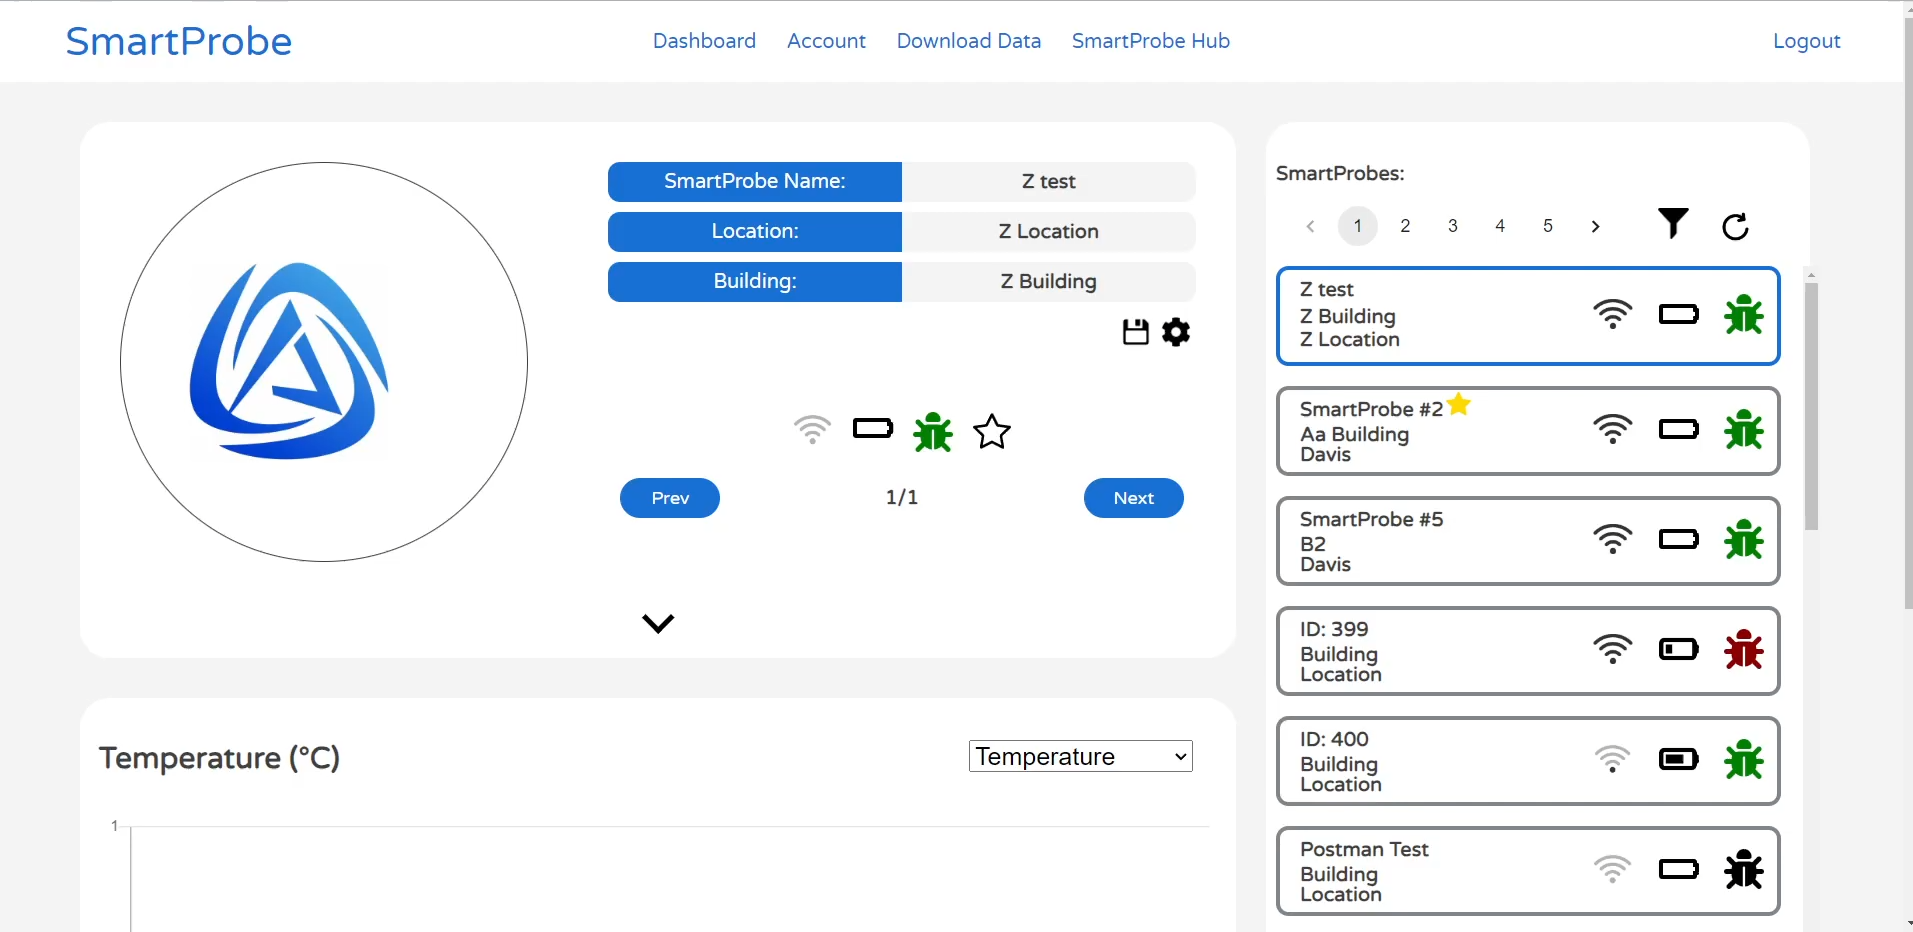 SmartProbe
Dashboard Account Download Data SmartProbe Hub
Logout
SmartProbe Name: Z test
Location: Z Location
Building: Z Building
Prev 1/1 Next
Temperature (°C)
Temperature
1
SmartProbes:
1 2 3 4 5
Z test
Z Building
Z Location
SmartProbe #2
Aa Building
Davis
SmartProbe #5
B2
Davis
ID: 399
Building
Location
ID: 400
Building
Location
Postman Test
Building
Location